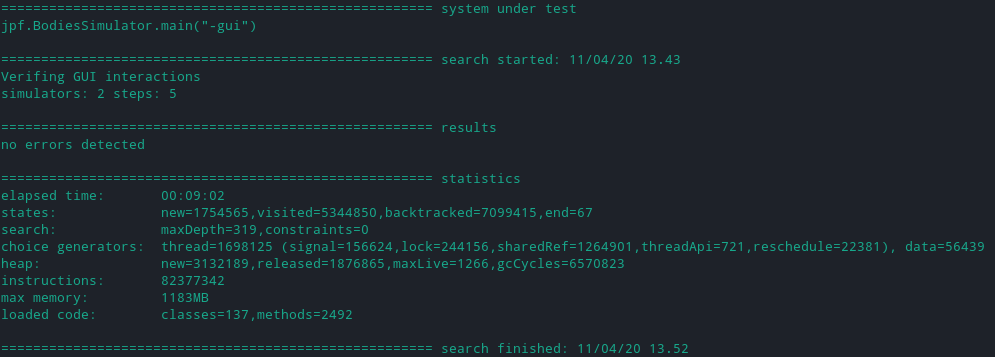 ====================================================== system under test
jpf.BodiesSimulator.main("-gui")
====================================================== search started: 11/04/20 13.43
Verifing GUI interactions
simulators: 2 steps: 5
====================================================== results
no errors detected
====================================================== statistics
elapsed time:       00:09:02
states:             new=1754565,visited=5344850,backtracked=7099415,end=67
search:             maxDepth=319,constraints=0
choice generators:  thread=1698125 (signal=156624,lock=244156,sharedRef=1264901,threadApi=721,reschedule=22381), data=56439
heap:               new=3132189,released=1876865,maxLive=1266,gcCycles=6570823
instructions:       82377342
max memory:         1183MB
loaded code:        classes=137,methods=2492
====================================================== search finished: 11/04/20 13.52